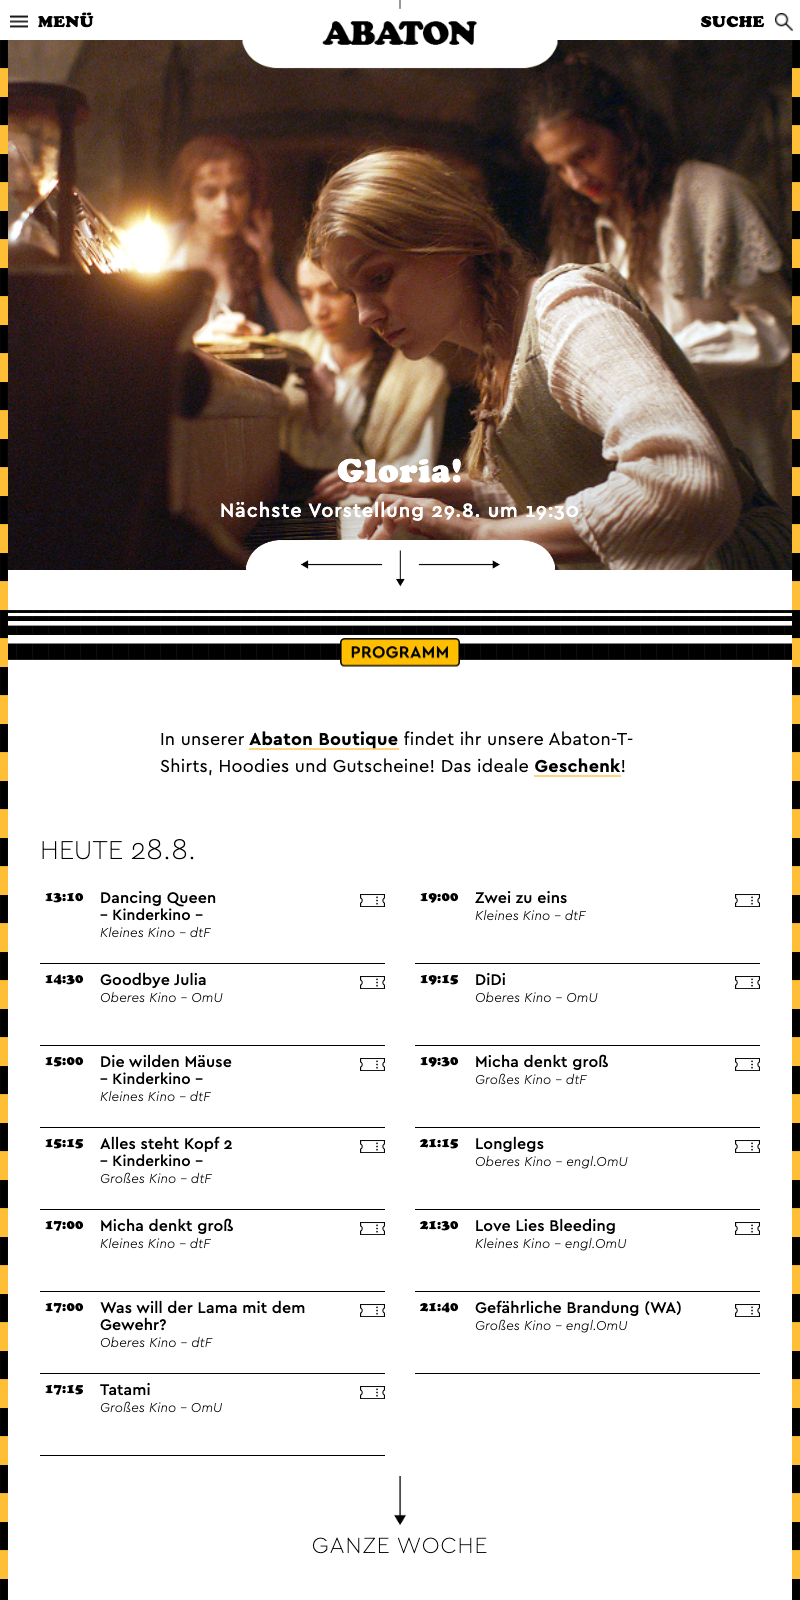 MENÜ
ABATON
SUCHE
Gloria!
Nächste Vorstellung 29.8. um 19:30
PROGRAMM
In unserer Abaton Boutique findet ihr unsere Abaton-T-
Shirts, Hoodies und Gutscheine! Das ideale Geschenk!
HEUTE 28.8.
13:10 Dancing Queen
– Kinderkino –
Kleines Kino – dtF
14:30 Goodbye Julia
Oberes Kino – OmU
15:00 Die wilden Mäuse
– Kinderkino –
Kleines Kino – dtF
15:15 Alles steht Kopf 2
– Kinderkino –
Großes Kino – dtF
17:00 Micha denkt groß
Kleines Kino – dtF
17:00 Was will der Lama mit dem
Gewehr?
Oberes Kino – dtF
17:15 Tatami
Großes Kino – OmU
19:00 Zwei zu eins
Kleines Kino – dtF
19:15 DiDi
Oberes Kino – OmU
19:30 Micha denkt groß
Großes Kino – dtF
21:15 Longlegs
Oberes Kino – engl.OmU
21:30 Love Lies Bleeding
Kleines Kino – engl.OmU
21:40 Gefährliche Brandung (WA)
Großes Kino – engl.OmU
GANZE WOCHE